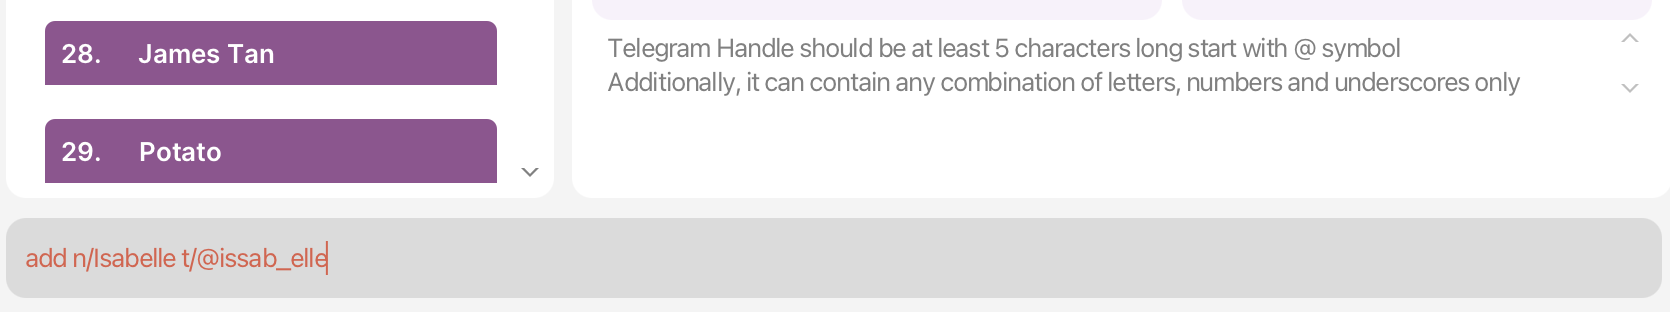 28. James Tan
29. Potato
Telegram Handle should be at least 5 characters long start with @ symbol
Additionally, it can contain any combination of letters, numbers and underscores only
add n/Isabelle t/@issab_elle